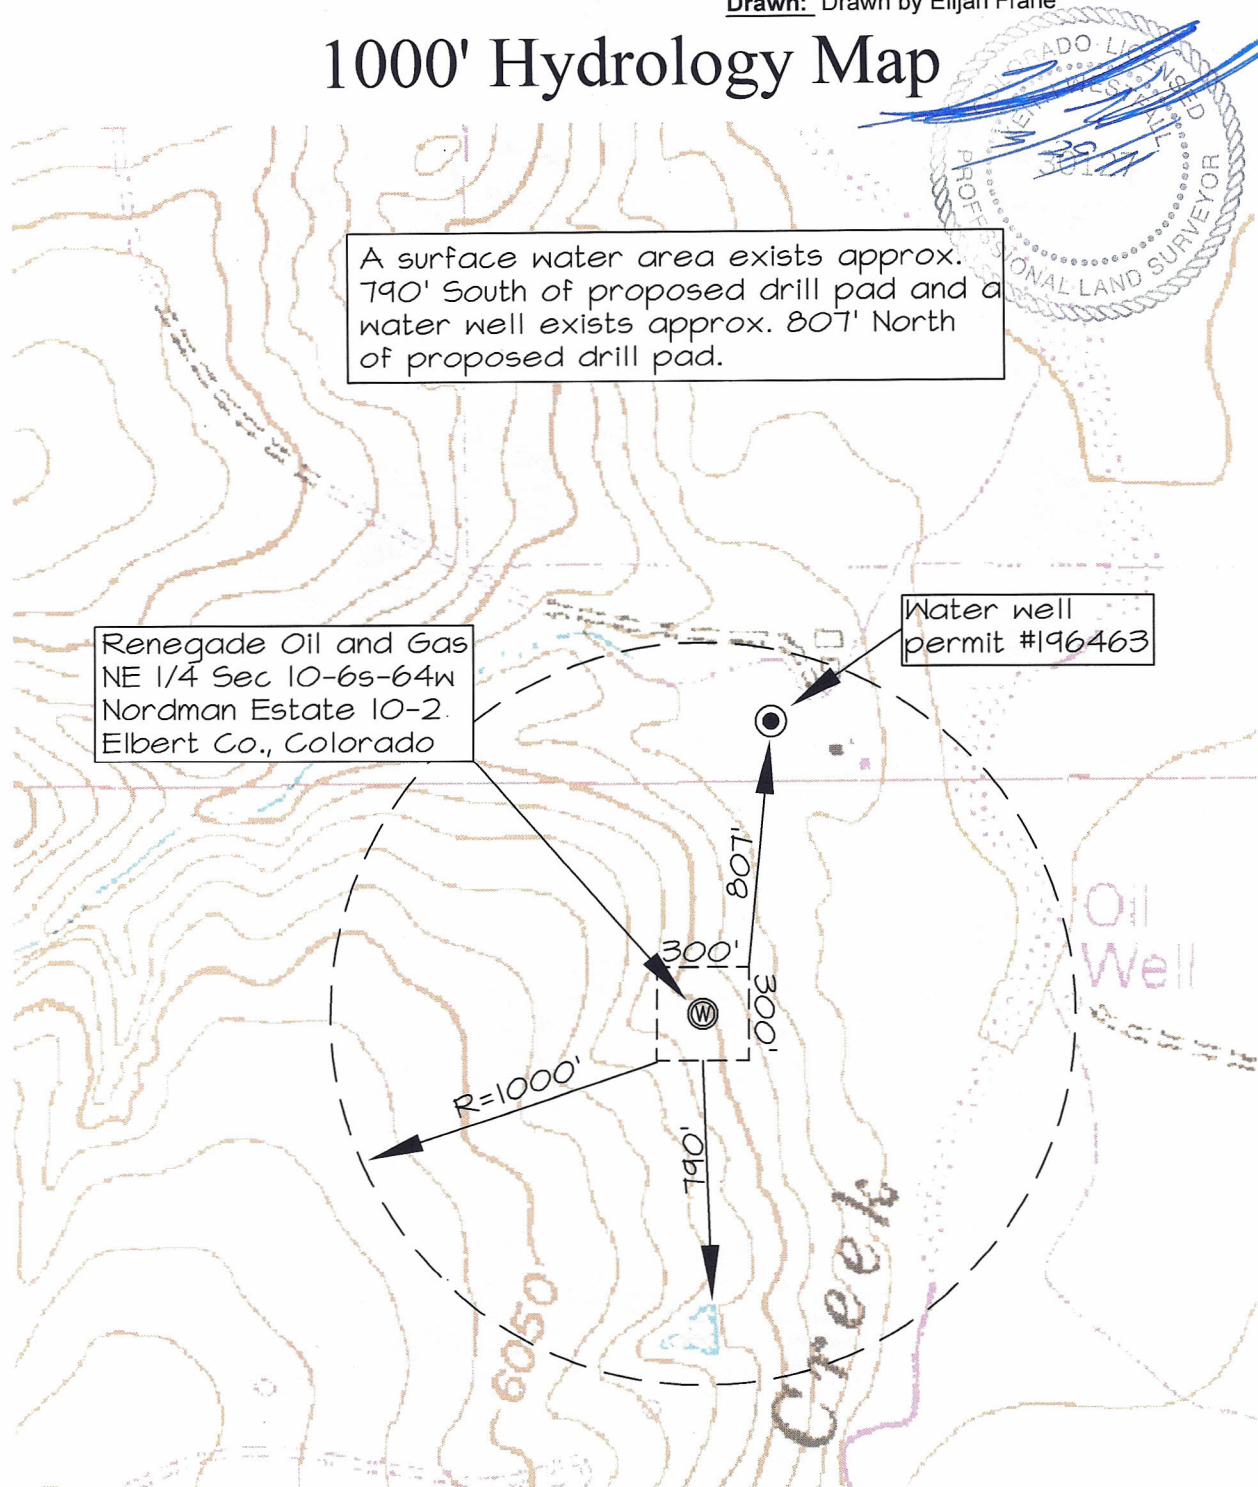 Drawn: Drawn by Elijah Frane
1000' Hydrology Map
COLORADO LICENSED
30127
PROFESSIONAL LAND SURVEYOR
A surface water area exists approx.
790' South of proposed drill pad and a
water well exists approx. 807' North
of proposed drill pad.
Water well
permit #196463
Renegade Oil and Gas
NE 1/4 Sec 10-6s-64w
Nordman Estate 10-2
Elbert Co., Colorado
807'
Oil
Well
300'
300'
W
R=1000'
790'
Creek
6050